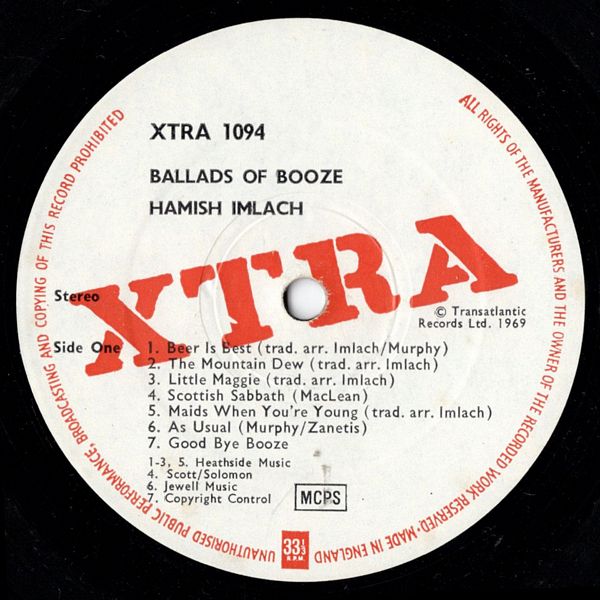 XTRA 1094
BALLADS OF BOOZE
HAMISH IMLACH
XTRA
Stereo
© Transatlantic
Records Ltd. 1969
Side One
1. Beer Is Best (trad. arr. Imlach/Murphy)
2. The Mountain Dew (trad. arr. Imlach)
3. Little Maggie (trad. arr. Imlach)
4. Scottish Sabbath (MacLean)
5. Maids When You're Young (trad. arr. Imlach)
6. As Usual (Murphy/Zanetis)
7. Good Bye Booze
1-3, 5. Heathside Music
4. Scott/Solomon
6. Jewell Music
7. Copyright Control
MCPS
33⅓
R.P.M.
ALL RIGHTS OF THE MANUFACTURERS AND THE OWNER OF THE RECORDED WORK RESERVED · MADE IN ENGLAND
UNAUTHORISED PUBLIC PERFORMANCE, BROADCASTING AND COPYING OF THIS RECORD PROHIBITED